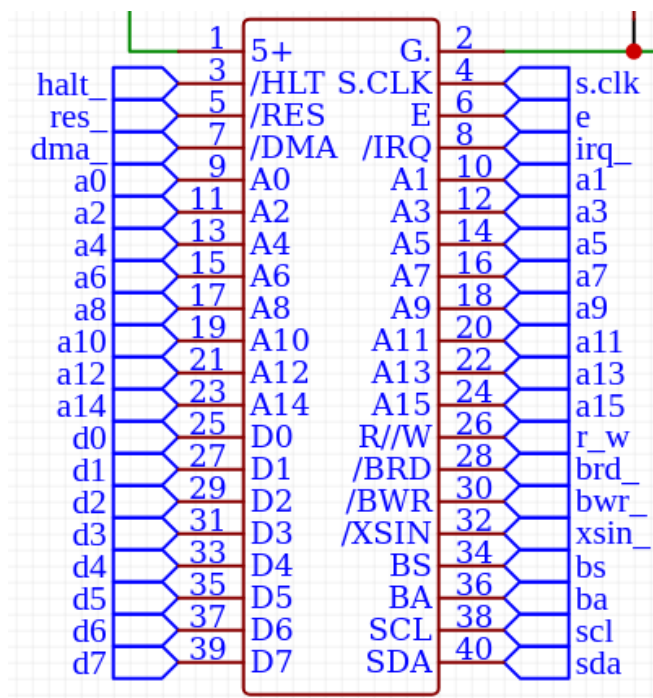 1 5+ G. 2
halt_ 3 /HLT S.CLK 4 s.clk
res_ 5 /RES E 6 e
dma_ 7 /DMA /IRQ 8 irq_
a0 9 A0 A1 10 a1
a2 11 A2 A3 12 a3
a4 13 A4 A5 14 a5
a6 15 A6 A7 16 a7
a8 17 A8 A9 18 a9
a10 19 A10 A11 20 a11
a12 21 A12 A13 22 a13
a14 23 A14 A15 24 a15
d0 25 D0 R//W 26 r_w
d1 27 D1 /BRD 28 brd_
d2 29 D2 /BWR 30 bwr_
d3 31 D3 /XSIN 32 xsin_
d4 33 D4 BS 34 bs
d5 35 D5 BA 36 ba
d6 37 D6 SCL 38 scl
d7 39 D7 SDA 40 sda